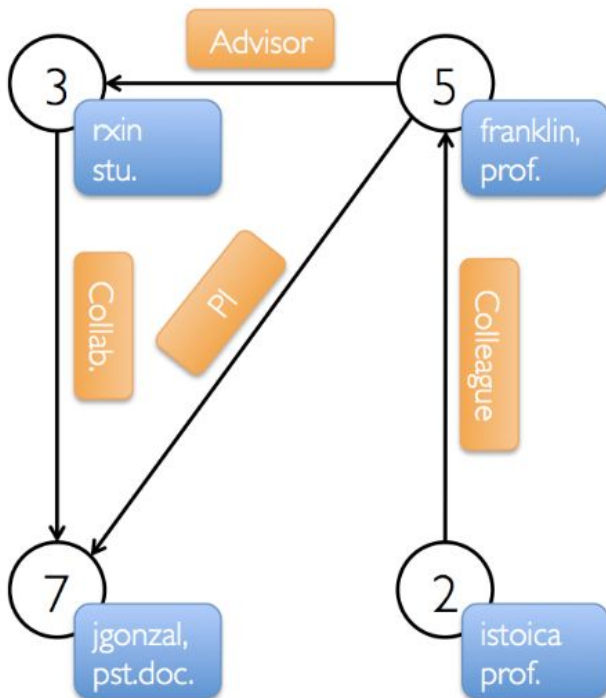 Advisor
3
5
rxin
stu.
franklin,
prof.
Collab.
PI
Colleague
7
2
jgonzal,
pst.doc.
istoica
prof.